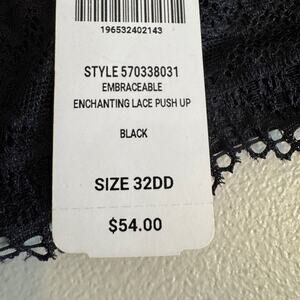 196532402143
STYLE 570338031
EMBRACEABLE
ENCHANTING LACE PUSH UP
BLACK
SIZE 32DD
$54.00